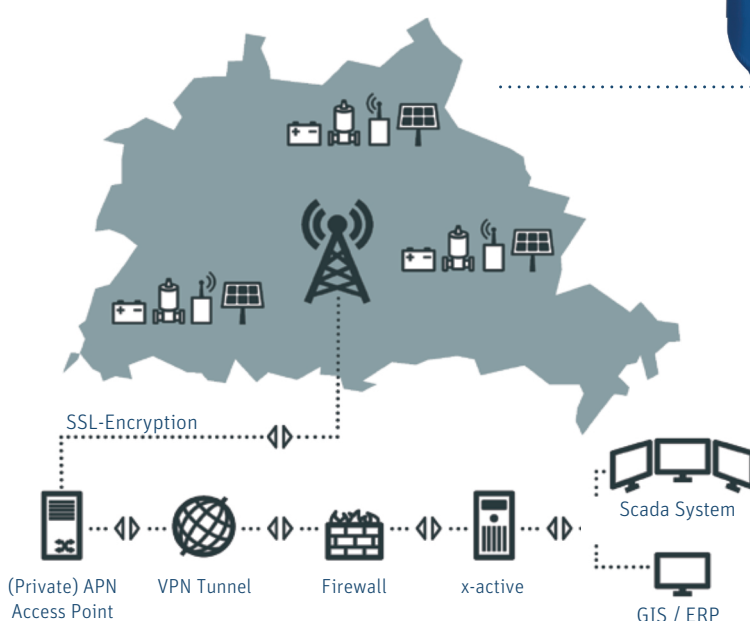 SSL-Encryption
Scada System
(Private) APN
Access Point
VPN Tunnel
Firewall
x-active
GIS / ERP